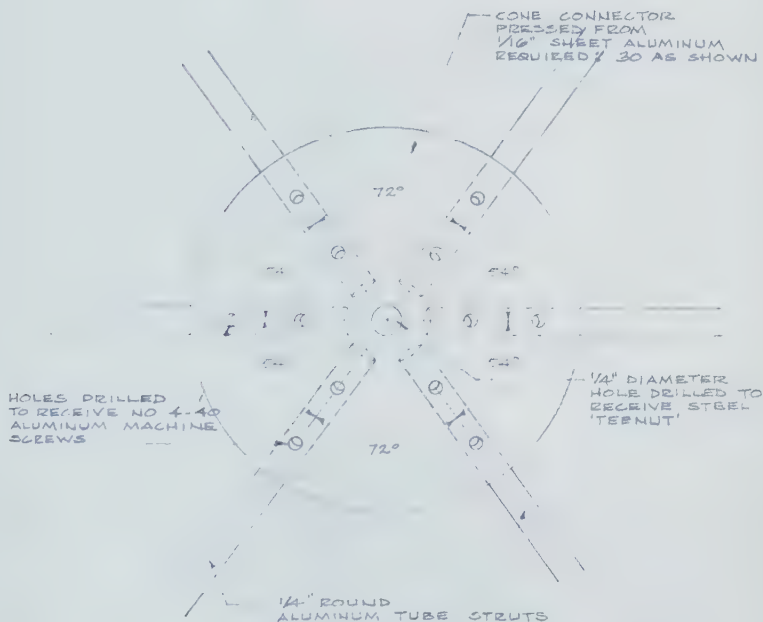 CONE CONNECTOR
PRESSED FROM
1/16" SHEET ALUMINUM
REQUIRED: 30 AS SHOWN
72°
54°
54°
HOLES DRILLED
TO RECEIVE NO 4-40
ALUMINUM MACHINE
SCREWS
1/4" DIAMETER
HOLE DRILLED TO
RECEIVE STEEL
'TEENUT'
72°
1/4" ROUND
ALUMINUM TUBE STRUTS